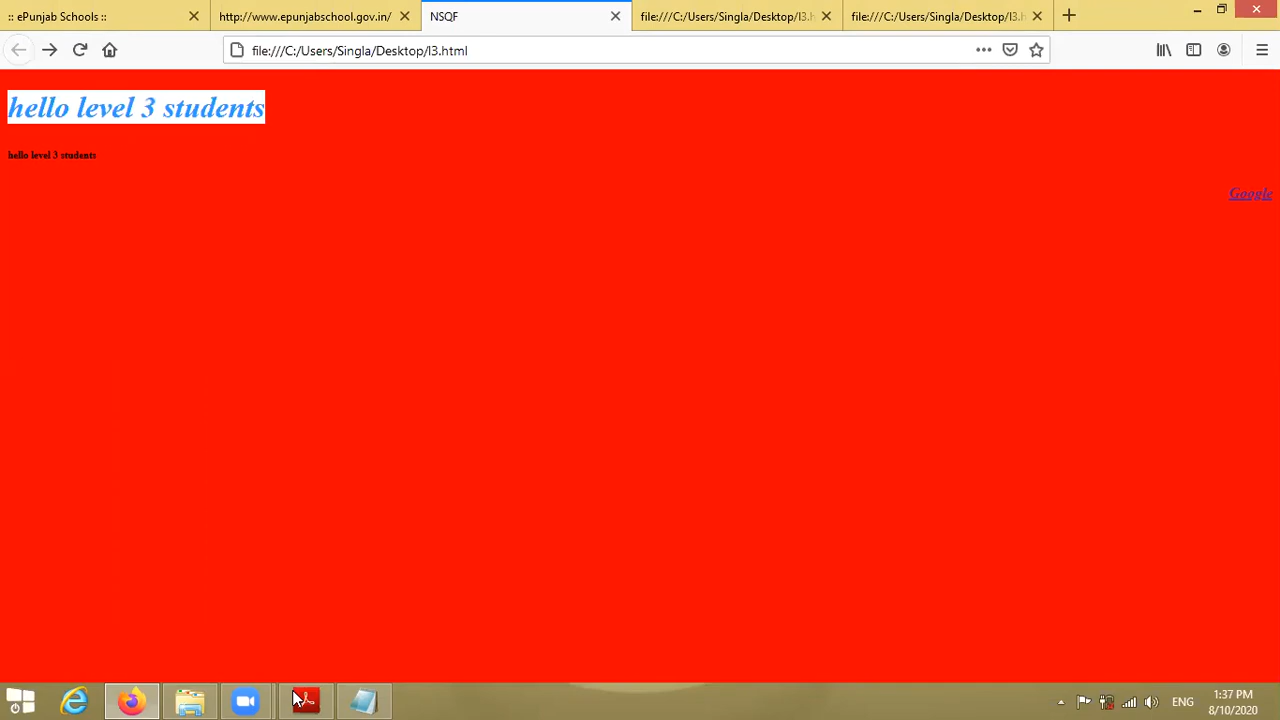 :: ePunjab Schools ::
http://www.epunjabschool.gov.in/
NSQF
file:///C:/Users/Singla/Desktop/l3.h
file:///C:/Users/Singla/Desktop/l3.h
file:///C:/Users/Singla/Desktop/l3.html
hello level 3 students
hello level 3 students
Google
ENG
1:37 PM
8/10/2020